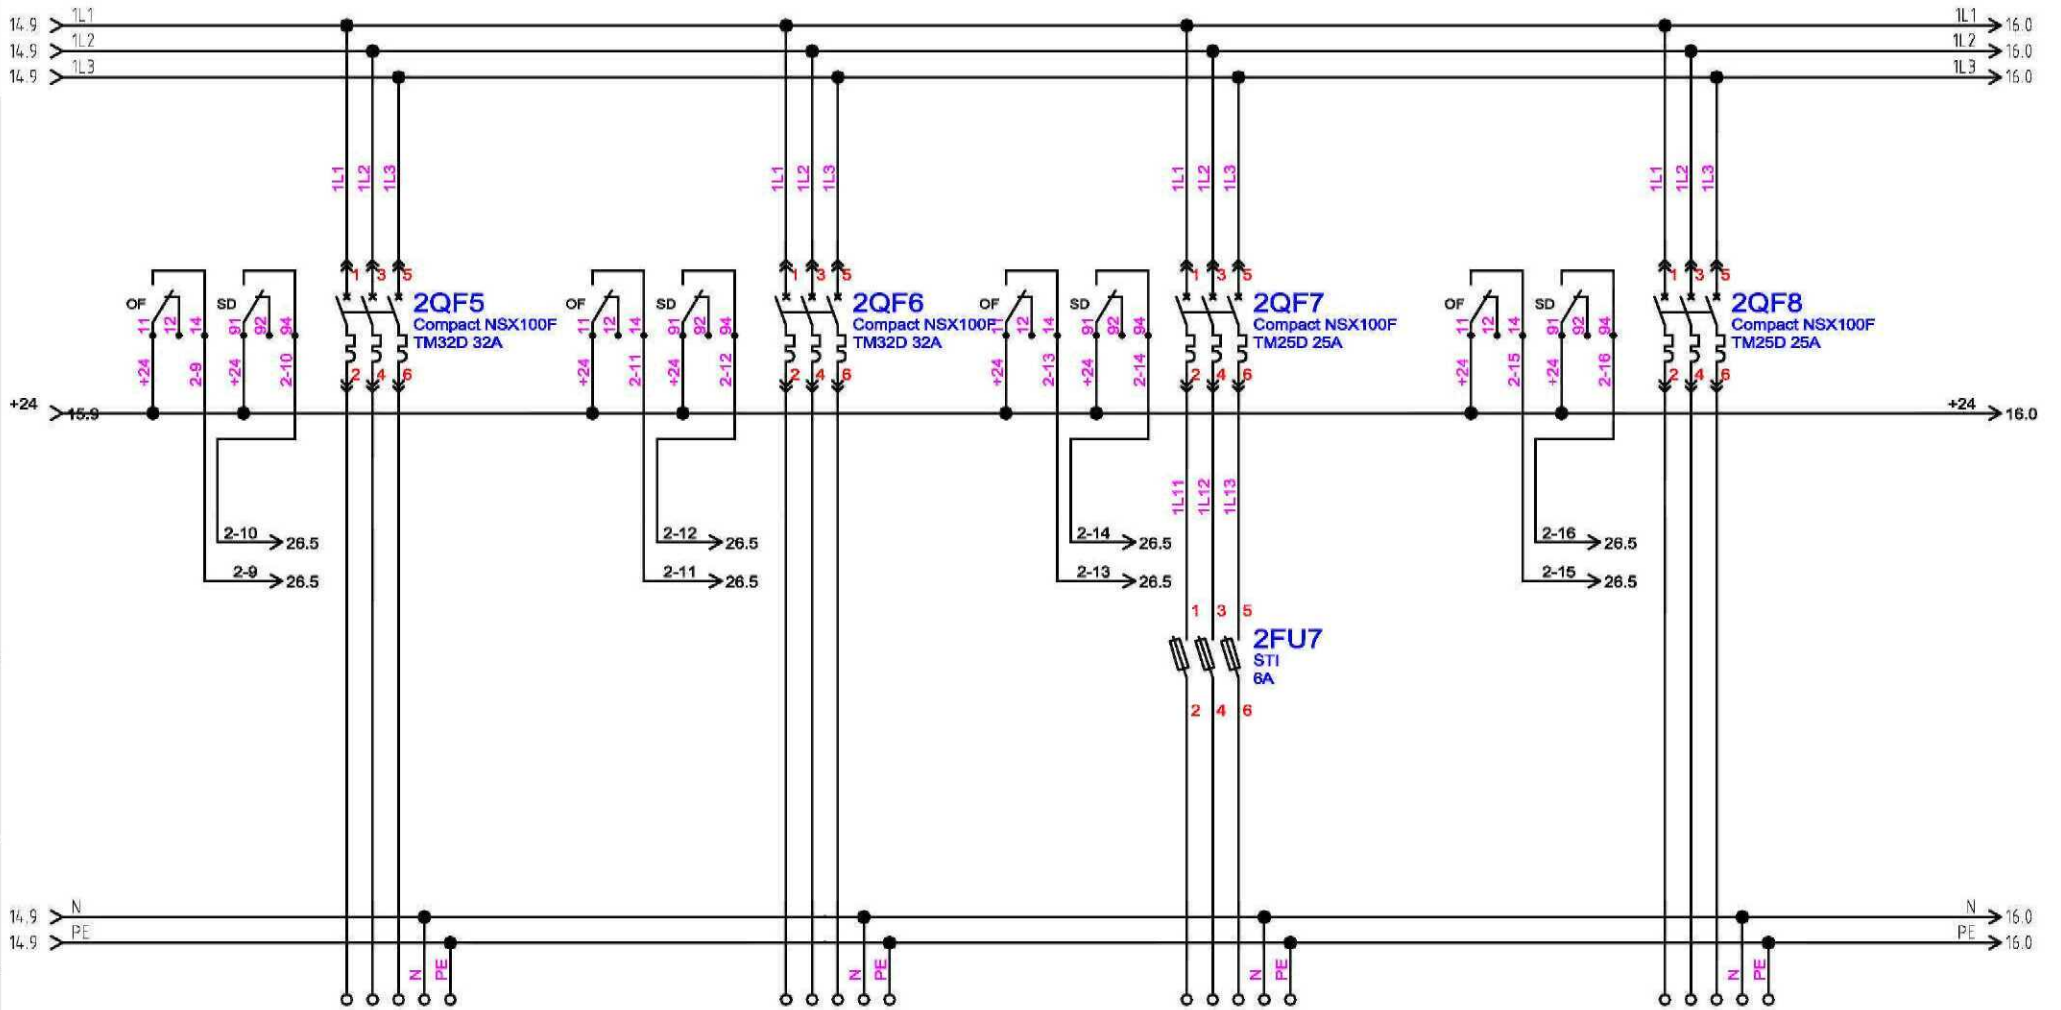 14.9 1L1 1L1 16.0
14.9 1L2 1L2 16.0
14.9 1L3 1L3 16.0
1L1 1L2 1L3 1L1 1L2 1L3 1L1 1L2 1L3 1L1 1L2 1L3
1 3 5 1 3 5 1 3 5 1 3 5
OF SD 2QF5 OF SD 2QF6 OF SD 2QF7 OF SD 2QF8
11 12 14 91 92 94 Compact NSX100F 11 12 14 91 92 94 Compact NSX100F 11 12 14 91 92 94 Compact NSX100F 11 12 14 91 92 94 Compact NSX100F
TM32D 32A TM32D 32A TM25D 25A TM25D 25A
+24 2-9 +24 2-10 2 4 6 +24 2-11 +24 2-12 2 4 6 +24 2-13 +24 2-14 2 4 6 +24 2-15 +24 2-16 2 4 6
+24 15.9 +24 16.0
1L11 1L12 1L13
2-10 26.5 2-12 26.5 2-14 26.5 2-16 26.5
2-9 26.5 2-11 26.5 2-13 26.5 2-15 26.5
1 3 5
2FU7
STI
6A
2 4 6
14.9 N N 16.0
14.9 PE PE 16.0
N PE N PE N PE N PE